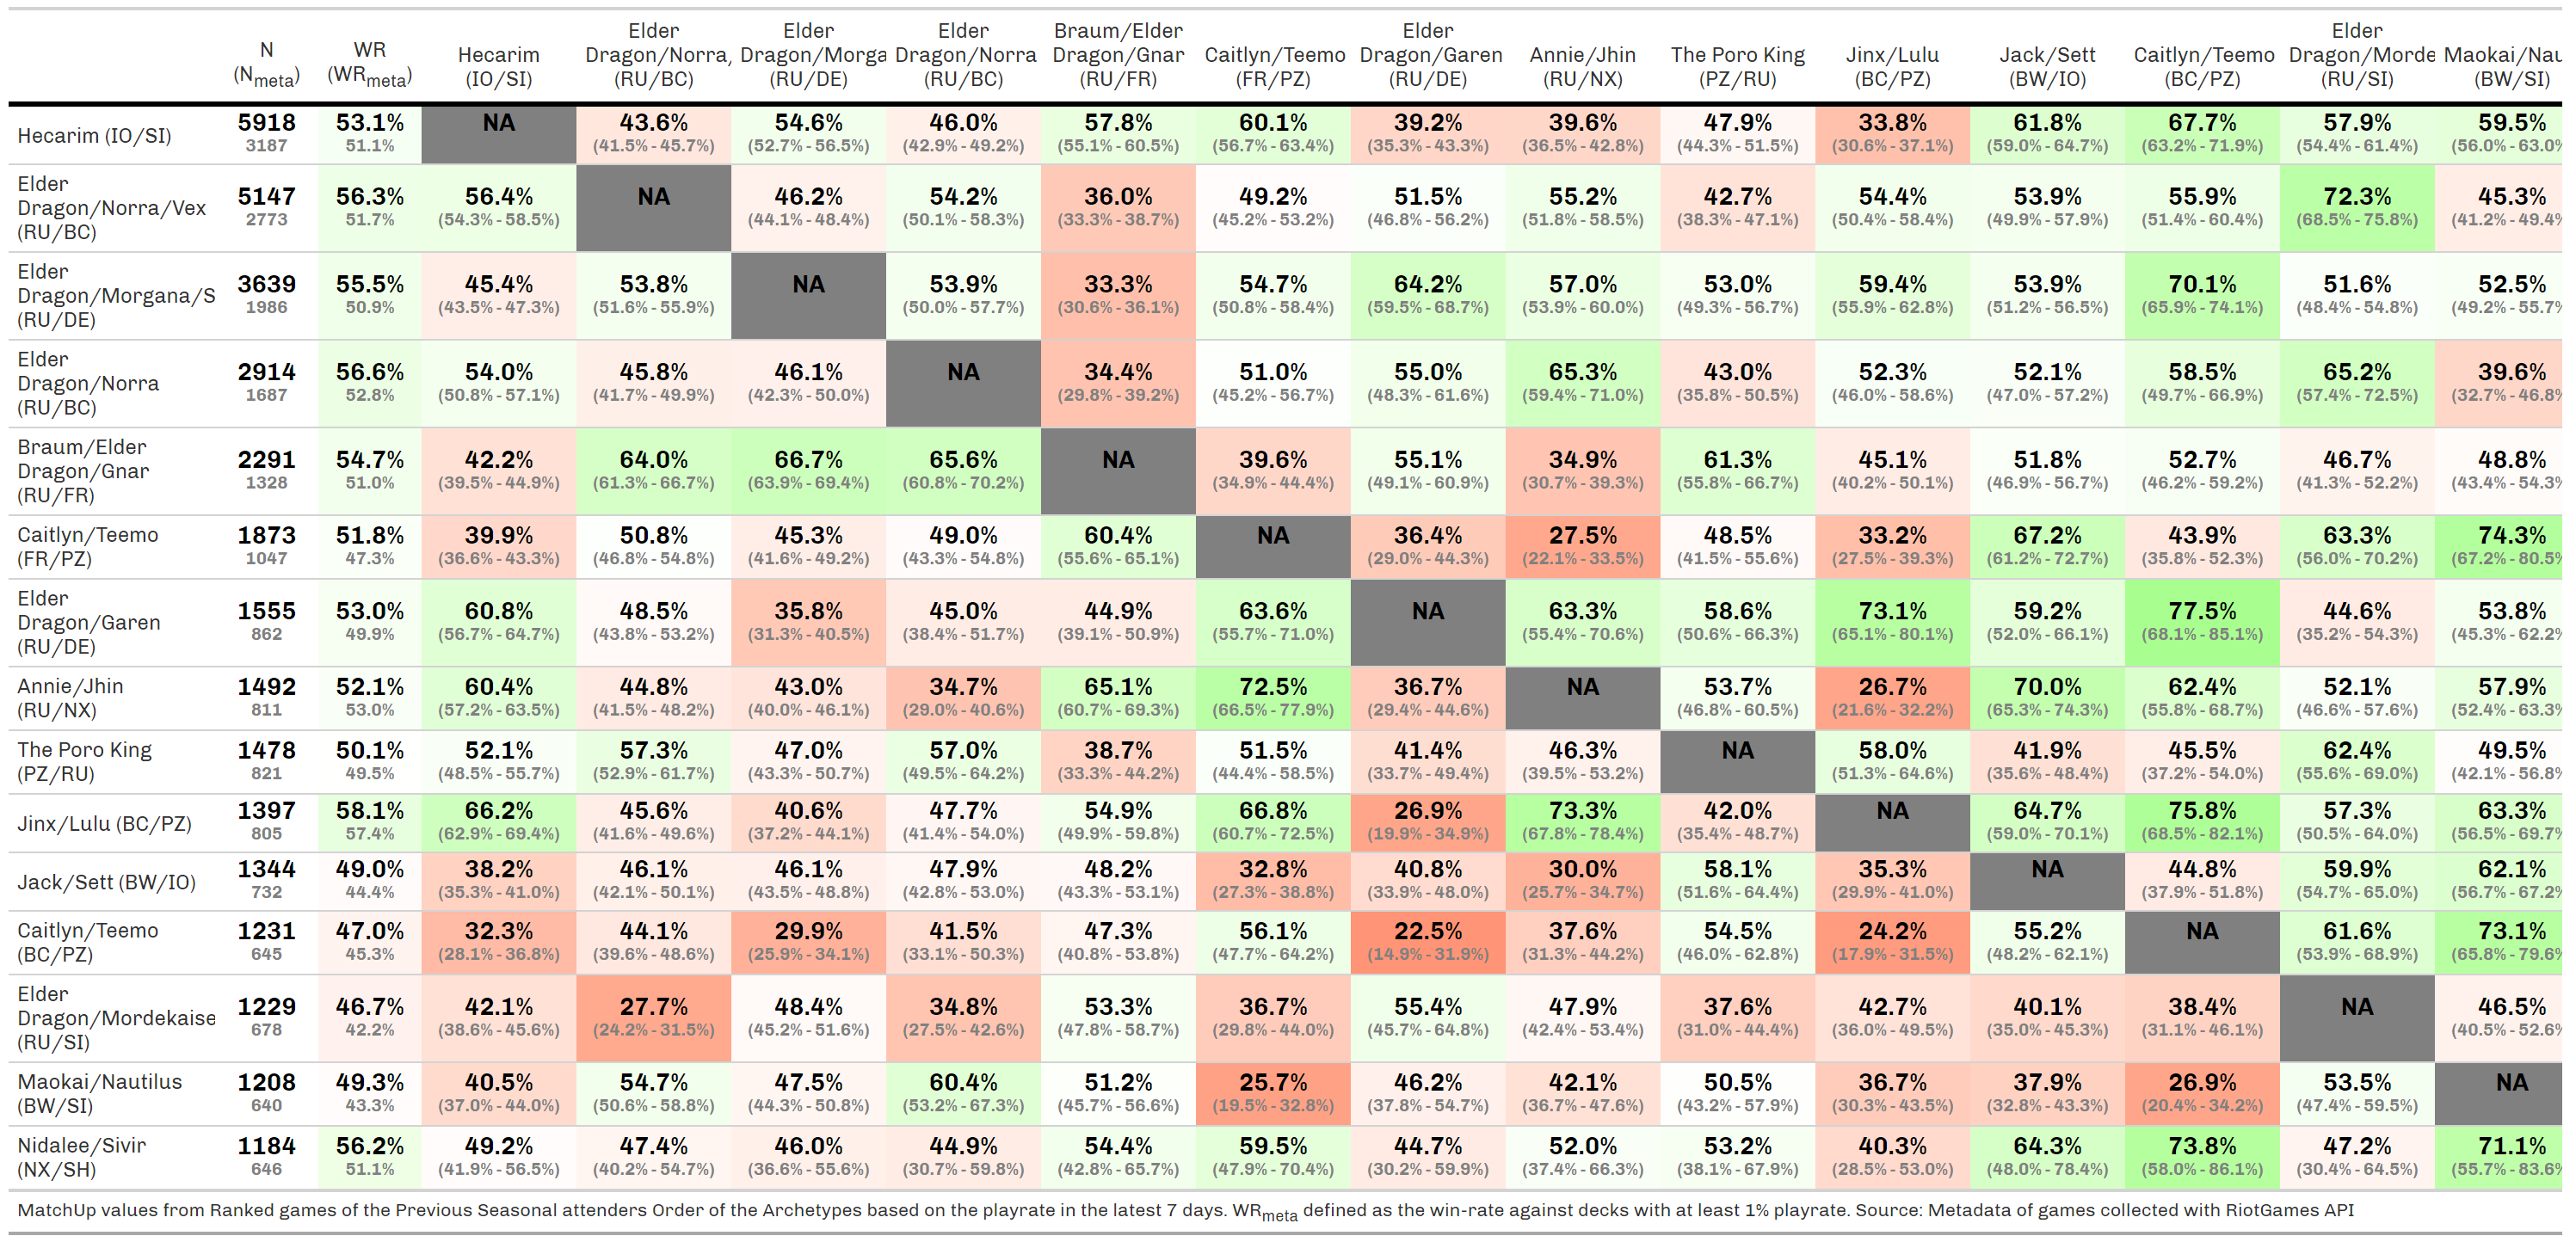 N
(Nmeta)
WR
(WRmeta)
Hecarim
(IO/SI)
Elder
Dragon/Norra,
(RU/BC)
Elder
Dragon/Morga
(RU/DE)
Elder
Dragon/Norra
(RU/BC)
Braum/Elder
Dragon/Gnar
(RU/FR)
Caitlyn/Teemo
(FR/PZ)
Elder
Dragon/Garen
(RU/DE)
Annie/Jhin
(RU/NX)
The Poro King
(PZ/RU)
Jinx/Lulu
(BC/PZ)
Jack/Sett
(BW/IO)
Caitlyn/Teemo
(BC/PZ)
Elder
Dragon/Morde
(RU/SI)
Maokai/Nau
(BW/SI)
Hecarim (IO/SI)
5918 53.1% NA 43.6% 54.6% 46.0% 57.8% 60.1% 39.2% 39.6% 47.9% 33.8% 61.8% 67.7% 57.9% 59.5%
3187 51.1% (41.5% - 45.7%) (52.7% - 56.5%) (42.9% - 49.2%) (55.1% - 60.5%) (56.7% - 63.4%) (35.3% - 43.3%) (36.5% - 42.8%) (44.3% - 51.5%) (30.6% - 37.1%) (59.0% - 64.7%) (63.2% - 71.9%) (54.4% - 61.4%) (56.0% - 63.0%
Elder
Dragon/Norra/Vex
(RU/BC)
5147 56.3% 56.4% NA 46.2% 54.2% 36.0% 49.2% 51.5% 55.2% 42.7% 54.4% 53.9% 55.9% 72.3% 45.3%
2773 51.7% (54.3% - 58.5%) (44.1% - 48.4%) (50.1% - 58.3%) (33.3% - 38.7%) (45.2% - 53.2%) (46.8% - 56.2%) (51.8% - 58.5%) (38.3% - 47.1%) (50.4% - 58.4%) (49.9% - 57.9%) (51.4% - 60.4%) (68.5% - 75.8%) (41.2% - 49.4%
Elder
Dragon/Morgana/S
(RU/DE)
3639 55.5% 45.4% 53.8% NA 53.9% 33.3% 54.7% 64.2% 57.0% 53.0% 59.4% 53.9% 70.1% 51.6% 52.5%
1986 50.9% (43.5% - 47.3%) (51.6% - 55.9%) (50.0% - 57.7%) (30.6% - 36.1%) (50.8% - 58.4%) (59.5% - 68.7%) (53.9% - 60.0%) (49.3% - 56.7%) (55.9% - 62.8%) (51.2% - 56.5%) (65.9% - 74.1%) (48.4% - 54.8%) (49.2% - 55.7%
Elder
Dragon/Norra
(RU/BC)
2914 56.6% 54.0% 45.8% 46.1% NA 34.4% 51.0% 55.0% 65.3% 43.0% 52.3% 52.1% 58.5% 65.2% 39.6%
1687 52.8% (50.8% - 57.1%) (41.7% - 49.9%) (42.3% - 50.0%) (29.8% - 39.2%) (45.2% - 56.7%) (48.3% - 61.6%) (59.4% - 71.0%) (35.8% - 50.5%) (46.0% - 58.6%) (47.0% - 57.2%) (49.7% - 66.9%) (57.4% - 72.5%) (32.7% - 46.8%
Braum/Elder
Dragon/Gnar
(RU/FR)
2291 54.7% 42.2% 64.0% 66.7% 65.6% NA 39.6% 55.1% 34.9% 61.3% 45.1% 51.8% 52.7% 46.7% 48.8%
1328 51.0% (39.5% - 44.9%) (61.3% - 66.7%) (63.9% - 69.4%) (60.8% - 70.2%) (34.9% - 44.4%) (49.1% - 60.9%) (30.7% - 39.3%) (55.8% - 66.7%) (40.2% - 50.1%) (46.9% - 56.7%) (46.2% - 59.2%) (41.3% - 52.2%) (43.4% - 54.3%
Caitlyn/Teemo
(FR/PZ)
1873 51.8% 39.9% 50.8% 45.3% 49.0% 60.4% NA 36.4% 27.5% 48.5% 33.2% 67.2% 43.9% 63.3% 74.3%
1047 47.3% (36.6% - 43.3%) (46.8% - 54.8%) (41.6% - 49.2%) (43.3% - 54.8%) (55.6% - 65.1%) (29.0% - 44.3%) (22.1% - 33.5%) (41.5% - 55.6%) (27.5% - 39.3%) (61.2% - 72.7%) (35.8% - 52.3%) (56.0% - 70.2%) (67.2% - 80.5%
Elder
Dragon/Garen
(RU/DE)
1555 53.0% 60.8% 48.5% 35.8% 45.0% 44.9% 63.6% NA 63.3% 58.6% 73.1% 59.2% 77.5% 44.6% 53.8%
862 49.9% (56.7% - 64.7%) (43.8% - 53.2%) (31.3% - 40.5%) (38.4% - 51.7%) (39.1% - 50.9%) (55.7% - 71.0%) (55.4% - 70.6%) (50.6% - 66.3%) (65.1% - 80.1%) (52.0% - 66.1%) (68.1% - 85.1%) (35.2% - 54.3%) (45.3% - 62.2%
Annie/Jhin
(RU/NX)
1492 52.1% 60.4% 44.8% 43.0% 34.7% 65.1% 72.5% 36.7% NA 53.7% 26.7% 70.0% 62.4% 52.1% 57.9%
811 53.0% (57.2% - 63.5%) (41.5% - 48.2%) (40.0% - 46.1%) (29.0% - 40.6%) (60.7% - 69.3%) (66.5% - 77.9%) (29.4% - 44.6%) (46.8% - 60.5%) (21.6% - 32.2%) (65.3% - 74.3%) (55.8% - 68.7%) (46.6% - 57.6%) (52.4% - 63.3%
The Poro King
(PZ/RU)
1478 50.1% 52.1% 57.3% 47.0% 57.0% 38.7% 51.5% 41.4% 46.3% NA 58.0% 41.9% 45.5% 62.4% 49.5%
821 49.5% (48.5% - 55.7%) (52.9% - 61.7%) (43.3% - 50.7%) (49.5% - 64.2%) (33.3% - 44.2%) (44.4% - 58.5%) (33.7% - 49.4%) (39.5% - 53.2%) (51.3% - 64.6%) (35.6% - 48.4%) (37.2% - 54.0%) (55.6% - 69.0%) (42.1% - 56.8%
Jinx/Lulu (BC/PZ)
1397 58.1% 66.2% 45.6% 40.6% 47.7% 54.9% 66.8% 26.9% 73.3% 42.0% NA 64.7% 75.8% 57.3% 63.3%
805 57.4% (62.9% - 69.4%) (41.6% - 49.6%) (37.2% - 44.1%) (41.4% - 54.0%) (49.9% - 59.8%) (60.7% - 72.5%) (19.9% - 34.9%) (67.8% - 78.4%) (35.4% - 48.7%) (59.0% - 70.1%) (68.5% - 82.1%) (50.5% - 64.0%) (56.5% - 69.7%
Jack/Sett (BW/IO)
1344 49.0% 38.2% 46.1% 46.1% 47.9% 48.2% 32.8% 40.8% 30.0% 58.1% 35.3% NA 44.8% 59.9% 62.1%
732 44.4% (35.3% - 41.0%) (42.1% - 50.1%) (43.5% - 48.8%) (42.8% - 53.0%) (43.3% - 53.1%) (27.3% - 38.8%) (33.9% - 48.0%) (25.7% - 34.7%) (51.6% - 64.4%) (29.9% - 41.0%) (37.9% - 51.8%) (54.7% - 65.0%) (56.7% - 67.2%
Caitlyn/Teemo
(BC/PZ)
1231 47.0% 32.3% 44.1% 29.9% 41.5% 47.3% 56.1% 22.5% 37.6% 54.5% 24.2% 55.2% NA 61.6% 73.1%
645 45.3% (28.1% - 36.8%) (39.6% - 48.6%) (25.9% - 34.1%) (33.1% - 50.3%) (40.8% - 53.8%) (47.7% - 64.2%) (14.9% - 31.9%) (31.3% - 44.2%) (46.0% - 62.8%) (17.9% - 31.5%) (48.2% - 62.1%) (53.9% - 68.9%) (65.8% - 79.6%
Elder
Dragon/Mordekaise
(RU/SI)
1229 46.7% 42.1% 27.7% 48.4% 34.8% 53.3% 36.7% 55.4% 47.9% 37.6% 42.7% 40.1% 38.4% NA 46.5%
678 42.2% (38.6% - 45.6%) (24.2% - 31.5%) (45.2% - 51.6%) (27.5% - 42.6%) (47.8% - 58.7%) (29.8% - 44.0%) (45.7% - 64.8%) (42.4% - 53.4%) (31.0% - 44.4%) (36.0% - 49.5%) (35.0% - 45.3%) (31.1% - 46.1%) (40.5% - 52.6%
Maokai/Nautilus
(BW/SI)
1208 49.3% 40.5% 54.7% 47.5% 60.4% 51.2% 25.7% 46.2% 42.1% 50.5% 36.7% 37.9% 26.9% 53.5% NA
640 43.3% (37.0% - 44.0%) (50.6% - 58.8%) (44.3% - 50.8%) (53.2% - 67.3%) (45.7% - 56.6%) (19.5% - 32.8%) (37.8% - 54.7%) (36.7% - 47.6%) (43.2% - 57.9%) (30.3% - 43.5%) (32.8% - 43.3%) (20.4% - 34.2%) (47.4% - 59.5%)
Nidalee/Sivir
(NX/SH)
1184 56.2% 49.2% 47.4% 46.0% 44.9% 54.4% 59.5% 44.7% 52.0% 53.2% 40.3% 64.3% 73.8% 47.2% 71.1%
646 51.1% (41.9% - 56.5%) (40.2% - 54.7%) (36.6% - 55.6%) (30.7% - 59.8%) (42.8% - 65.7%) (47.9% - 70.4%) (30.2% - 59.9%) (37.4% - 66.3%) (38.1% - 67.9%) (28.5% - 53.0%) (48.0% - 78.4%) (58.0% - 86.1%) (30.4% - 64.5%) (55.7% - 83.6%
MatchUp values from Ranked games of the Previous Seasonal attenders Order of the Archetypes based on the playrate in the latest 7 days. WRmeta defined as the win-rate against decks with at least 1% playrate. Source: Metadata of games collected with RiotGames API